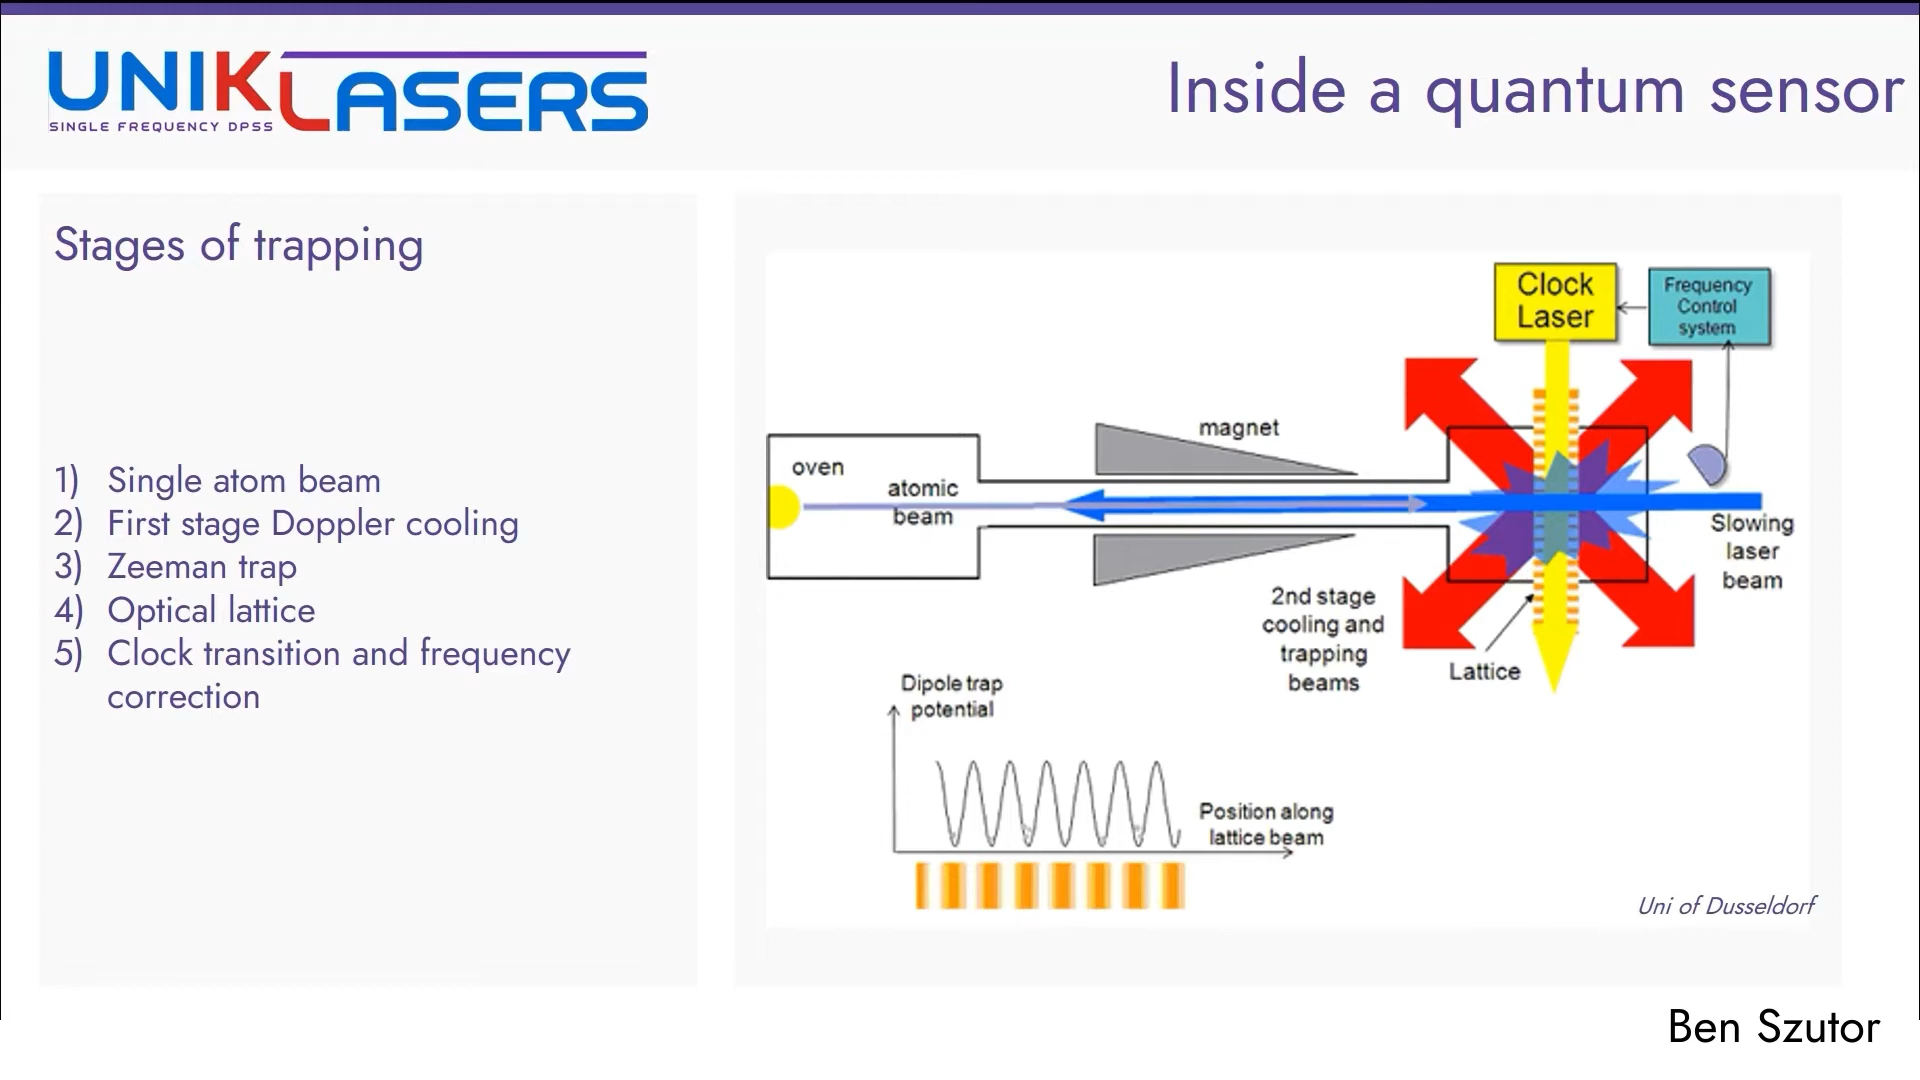 UNIKLASERS
SINGLE FREQUENCY DPSS
Inside a quantum sensor
Stages of trapping
1) Single atom beam
2) First stage Doppler cooling
3) Zeeman trap
4) Optical lattice
5) Clock transition and frequency
correction
Clock
Laser
Frequency
Control
system
magnet
oven
atomic
beam
Slowing
laser
beam
2nd stage
cooling and
trapping
beams
Lattice
Dipole trap
potential
Position along
lattice beam
Uni of Dusseldorf
Ben Szutor